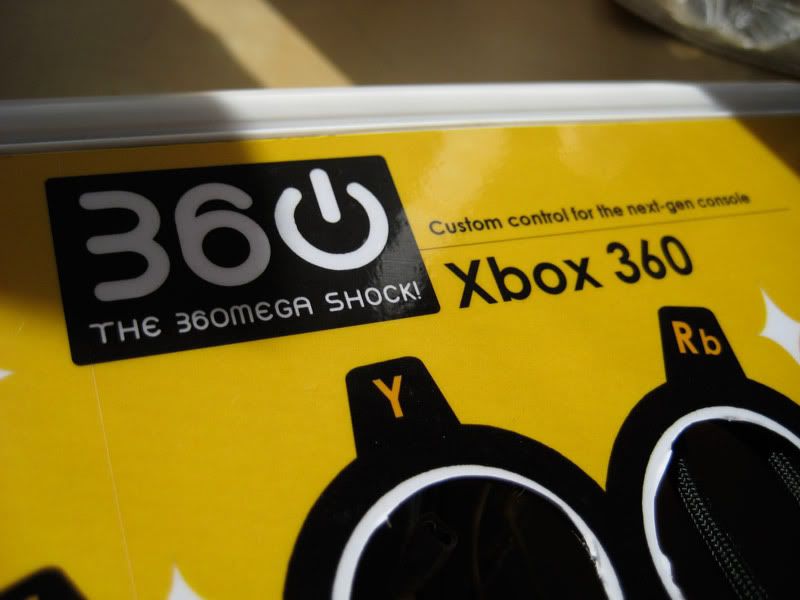 360
THE 360MEGA SHOCK!
Custom control for the next-gen console
Xbox 360
Y
Rb